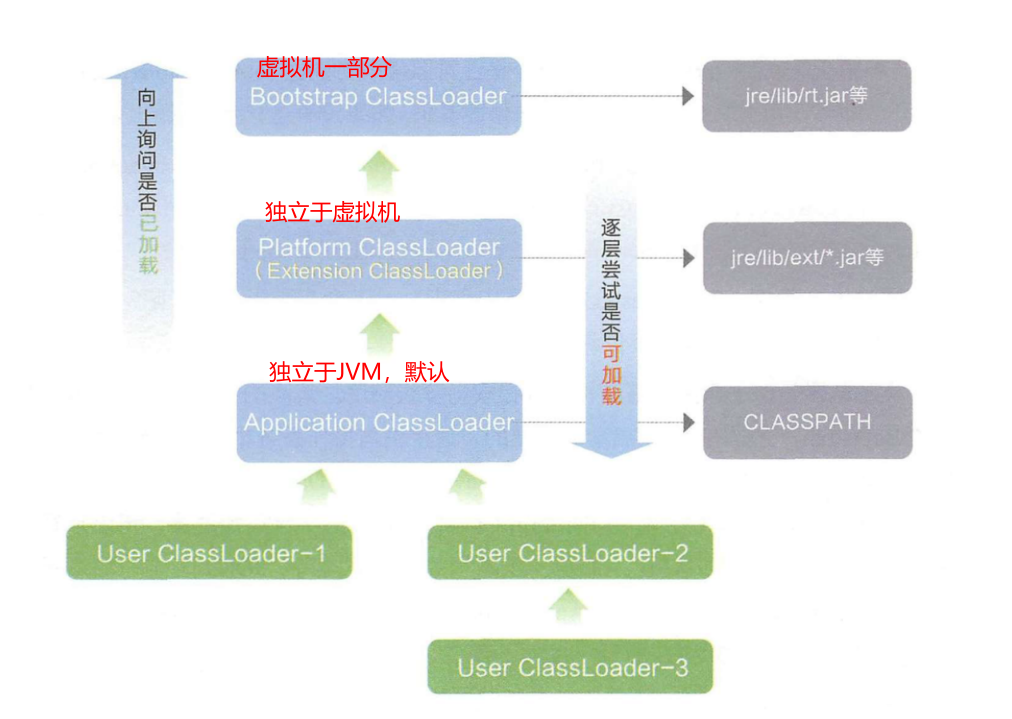 虚拟机一部分
Bootstrap ClassLoader
jre/lib/rt.jar等
向上询问是否已加载
独立于虚拟机
Platform ClassLoader
(Extension ClassLoader)
jre/lib/ext/*.jar等
逐层尝试是否可加载
独立于JVM，默认
Application ClassLoader
CLASSPATH
User ClassLoader-1
User ClassLoader-2
User ClassLoader-3